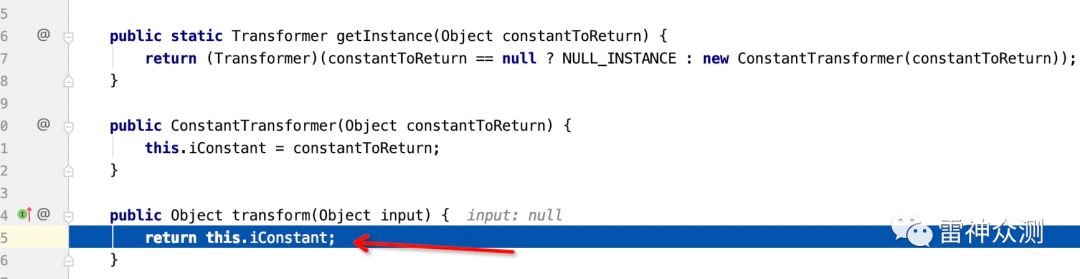 5
6 @ public static Transformer getInstance(Object constantToReturn) {
7 return (Transformer)(constantToReturn == null ? NULL_INSTANCE : new ConstantTransformer(constantToReturn));
8 }
9
0 @ public ConstantTransformer(Object constantToReturn) {
1 this.iConstant = constantToReturn;
2 }
3
4 @ public Object transform(Object input) { input: null
5 return this.iConstant;
6 }
雷神众测